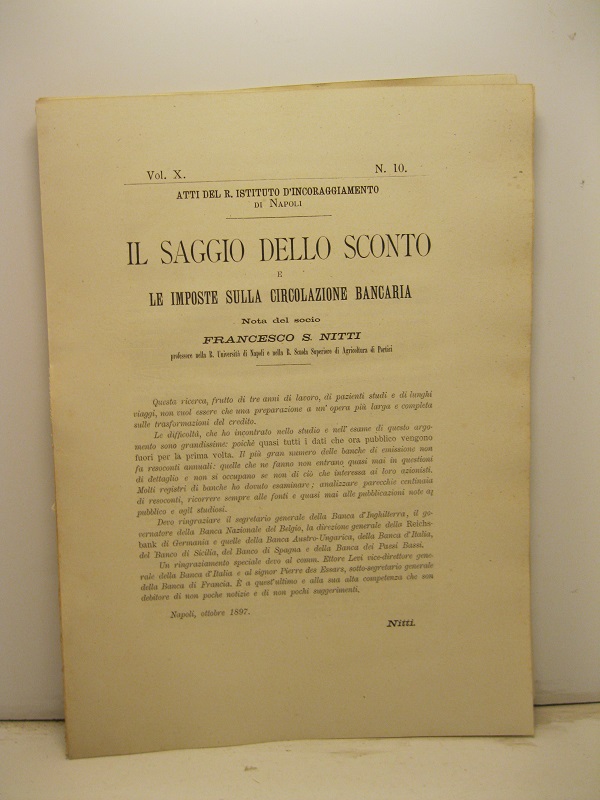 Vol. X.
N. 10.
ATTI DEL R. ISTITUTO D'INCORAGGIAMENTO
DI NAPOLI
IL SAGGIO DELLO SCONTO
E
LE IMPOSTE SULLA CIRCOLAZIONE BANCARIA
Nota del socio
FRANCESCO S. NITTI
professore nella R. Università di Napoli e nella R. Scuola Superiore di Agricoltura di Portici
Questa ricerca, frutto di tre anni di lavoro, di pazienti studi e di lunghi
viaggi, non vuol essere che una preparazione a un' opera più larga e completa
sulle trasformazioni del credito.
Le difficoltà, che ho incontrato nello studio e nell' esame di questo argo-
mento sono grandissime: poichè quasi tutti i dati che ora pubblico vengono
fuori per la prima volta. Il più gran numero delle banche di emissione non
fa resoconti annuali: quelle che ne fanno non entrano quasi mai in questioni
di dettaglio e non si occupano se non di ciò che interessa ai loro azionisti.
Molti registri di banche ho dovuto esaminare; analizzare parecchie centinaia
di resoconti, ricorrere sempre alle fonti e quasi mai alle pubblicazioni note al
pubblico e agli studiosi.
Devo ringraziare il segretario generale della Banca d'Inghilterra, il go-
vernatore della Banca Nazionale del Belgio, la direzione generale della Reichs-
bank di Germania e quelle della Banca Austro-Ungarica, della Banca d'Italia,
del Banco di Sicilia, del Banco di Spagna e della Banca dei Paesi Bassi.
Un ringraziamento speciale devo al comm. Ettore Levi vice-direttore gene-
rale della Banca d'Italia e al signor Pierre des Essars, sotto-segretario generale
della Banca di Francia. È a quest'ultimo e alla sua alta competenza che son
debitore di non poche notizie e di non pochi suggerimenti.
Napoli, ottobre 1897.
Nitti.